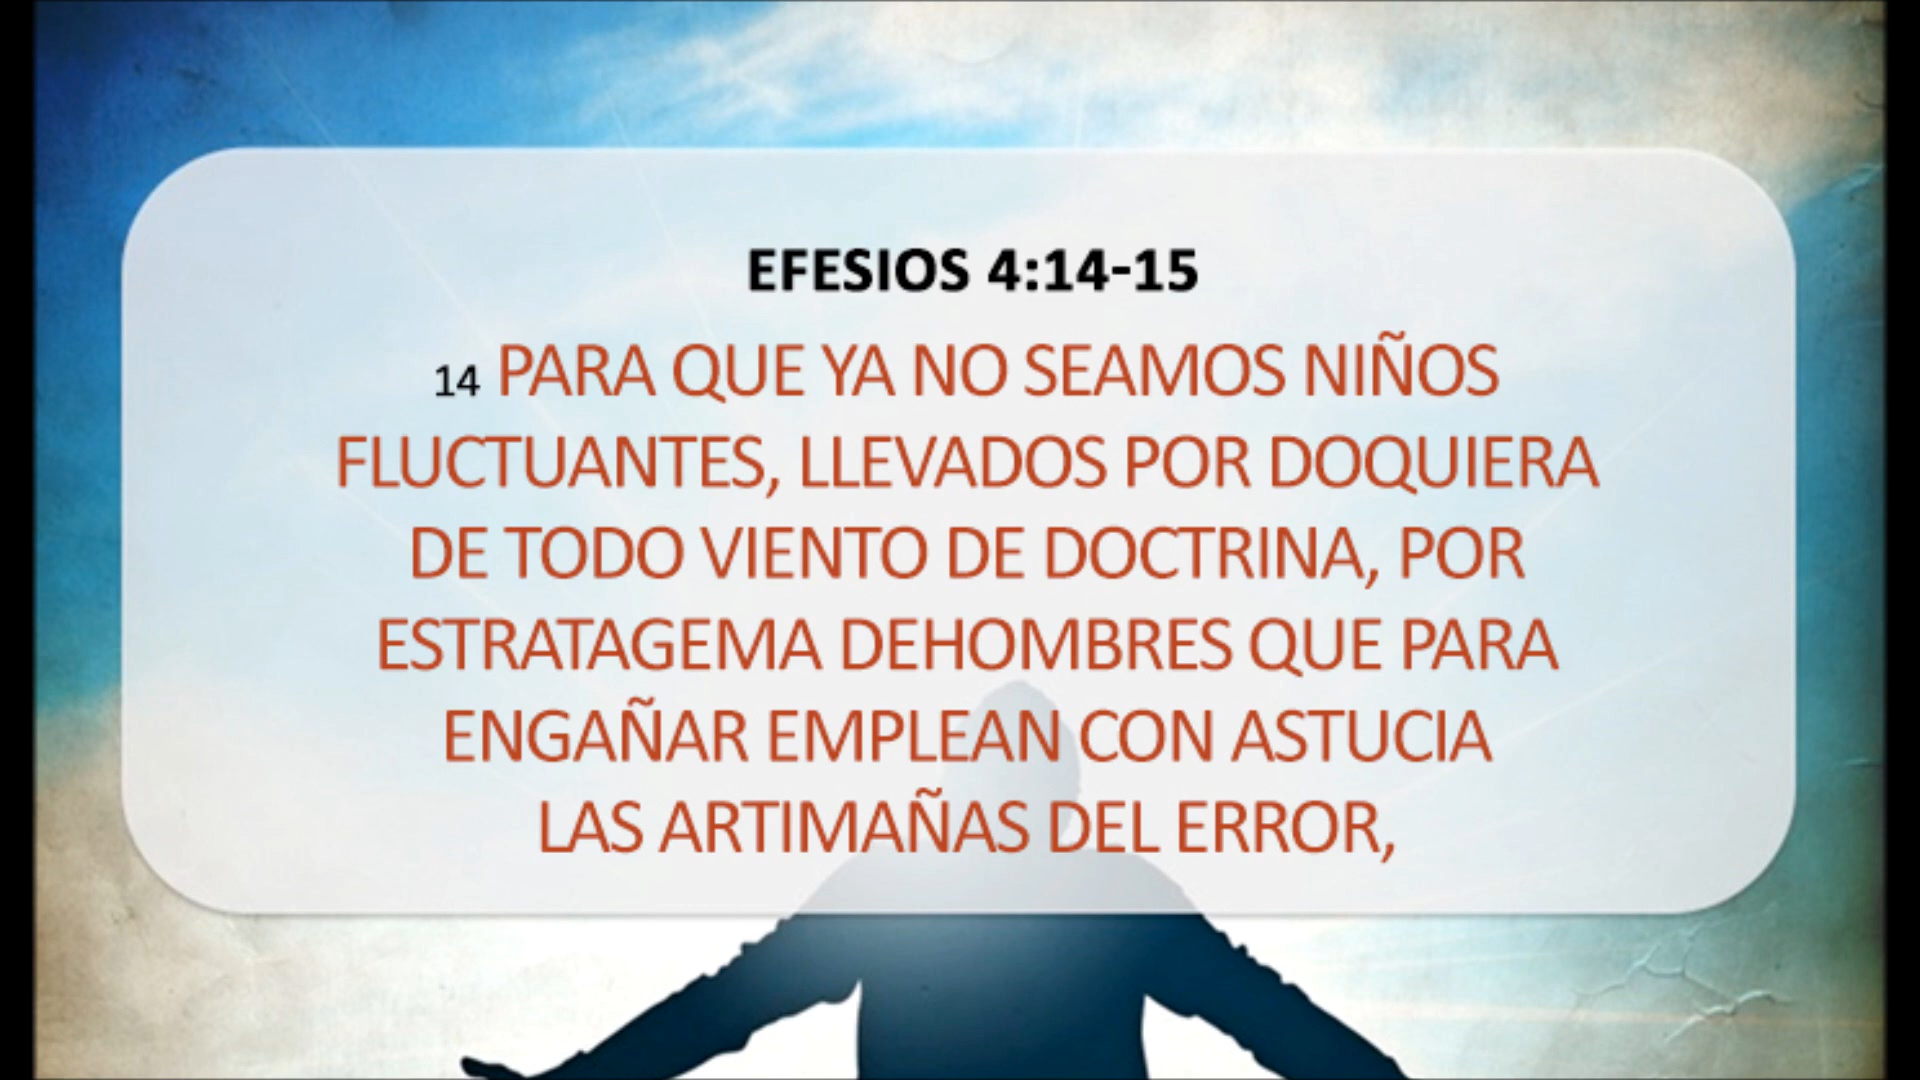 EFESIOS 4:14-15
14 PARA QUE YA NO SEAMOS NIÑOS
FLUCTUANTES, LLEVADOS POR DOQUIERA
DE TODO VIENTO DE DOCTRINA, POR
ESTRATAGEMA DEHOMBRES QUE PARA
ENGAÑAR EMPLEAN CON ASTUCIA
LAS ARTIMAÑAS DEL ERROR,